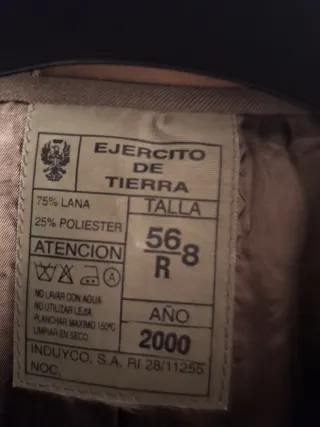 EJERCITO
DE
TIERRA
75% LANA
25% POLIESTER
TALLA
56/R 8
ATENCION
A
NO LAVAR CON AGUA
NO UTILIZAR LEJIA
PLANCHAR MAXIMO 150ºC
LIMPIAR EN SECO
AÑO
2000
INDUYCO, S.A. RI 28/11255
NOC.